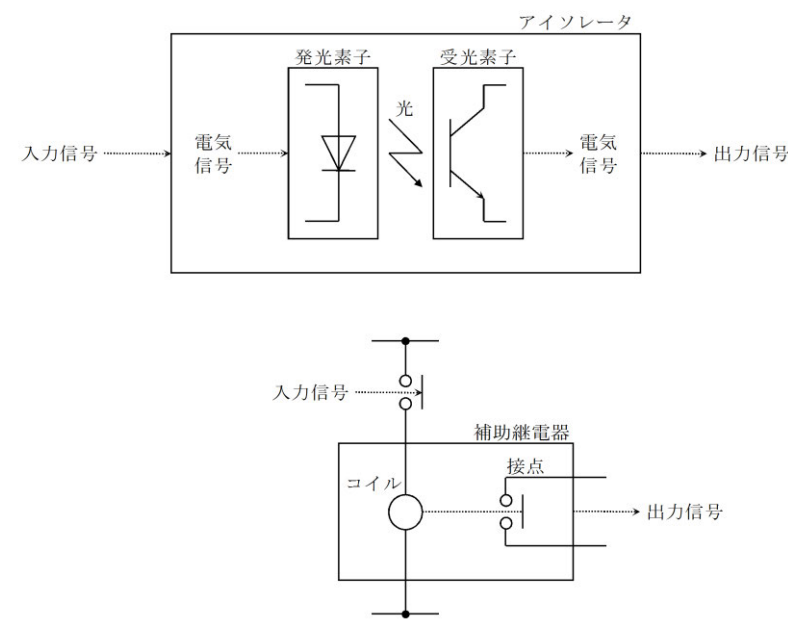 アイソレータ
発光素子
受光素子
光
入力信号
電気
信号
電気
信号
出力信号
入力信号
補助継電器
接点
コイル
出力信号